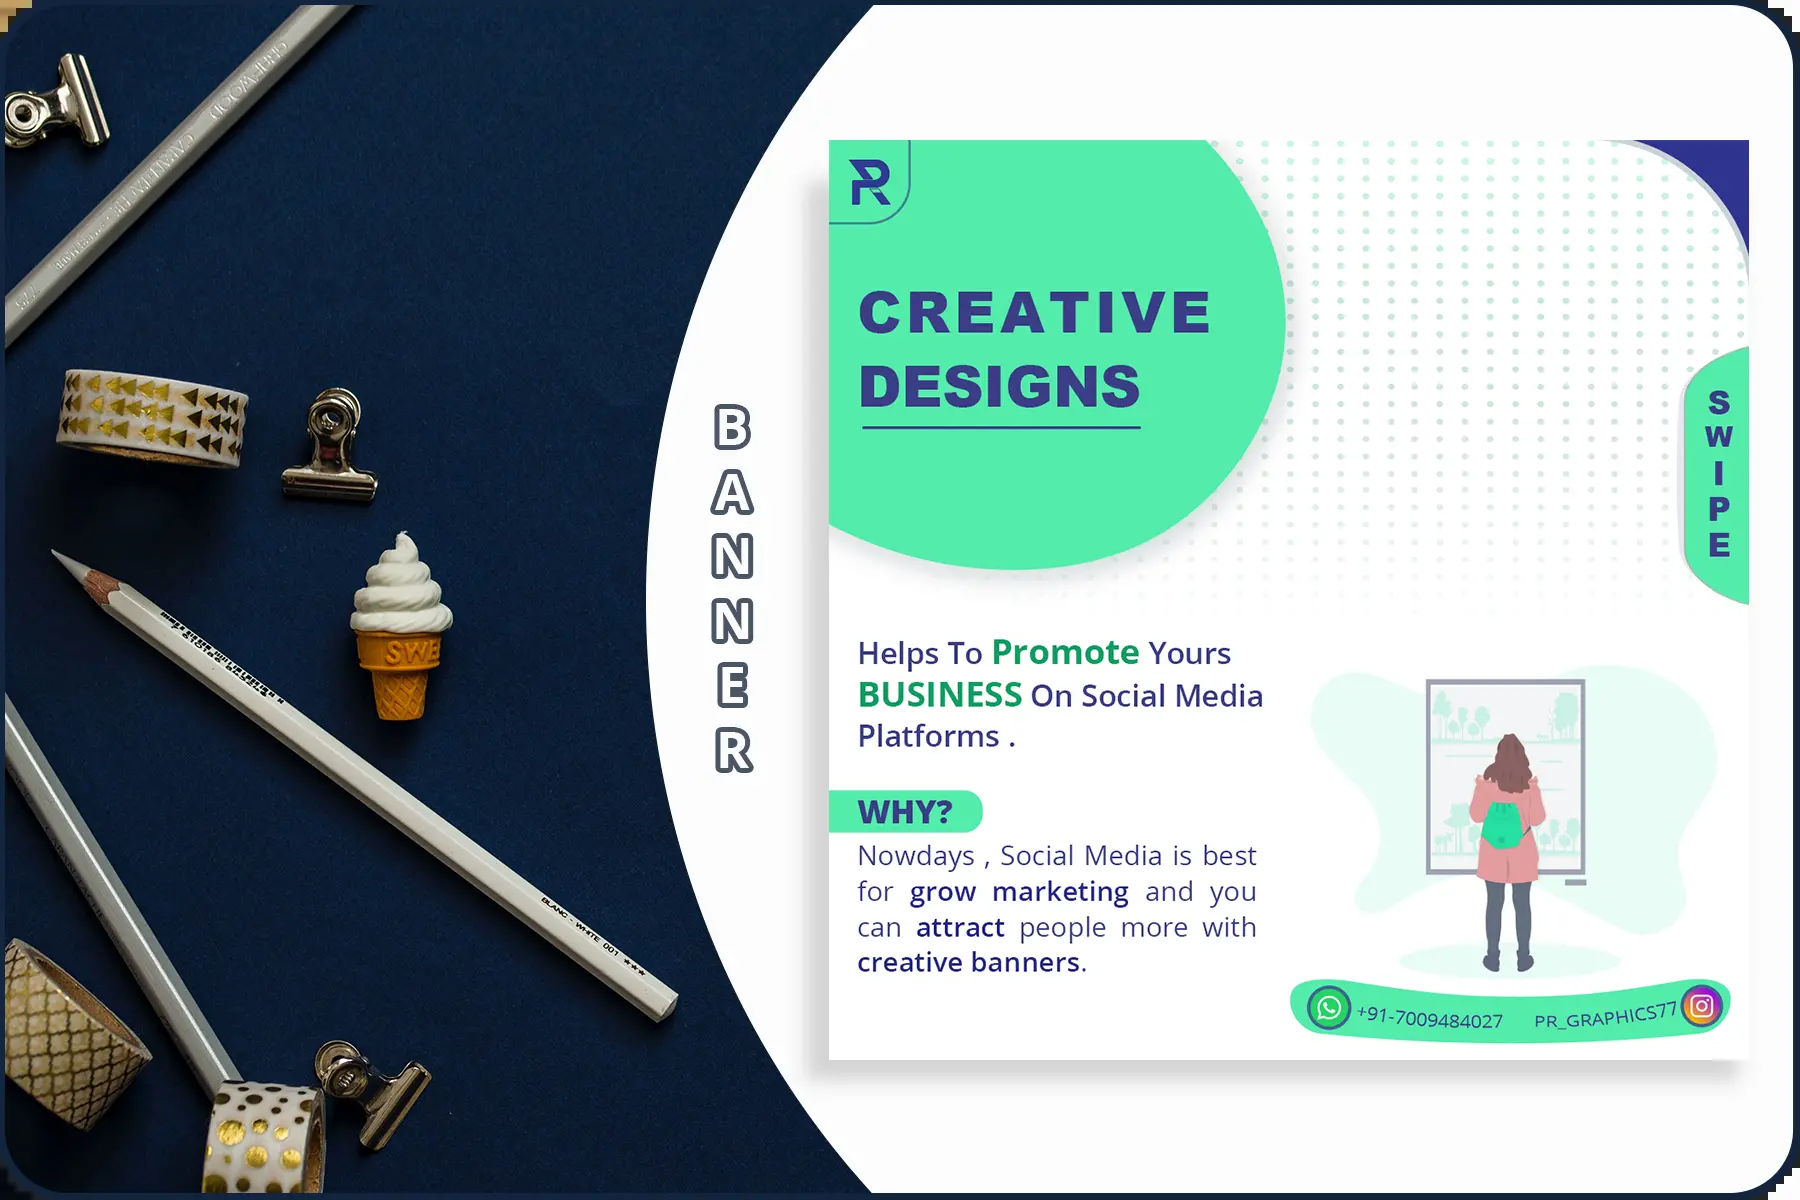 BANNER
R
CREATIVE
DESIGNS
SWIPE
Helps To Promote Yours
BUSINESS On Social Media
Platforms .
WHY?
Nowdays , Social Media is best
for grow marketing and you
can attract people more with
creative banners.
+91-7009484027
PR_GRAPHICS77
BLANC - WHITE 001 ***
SWE